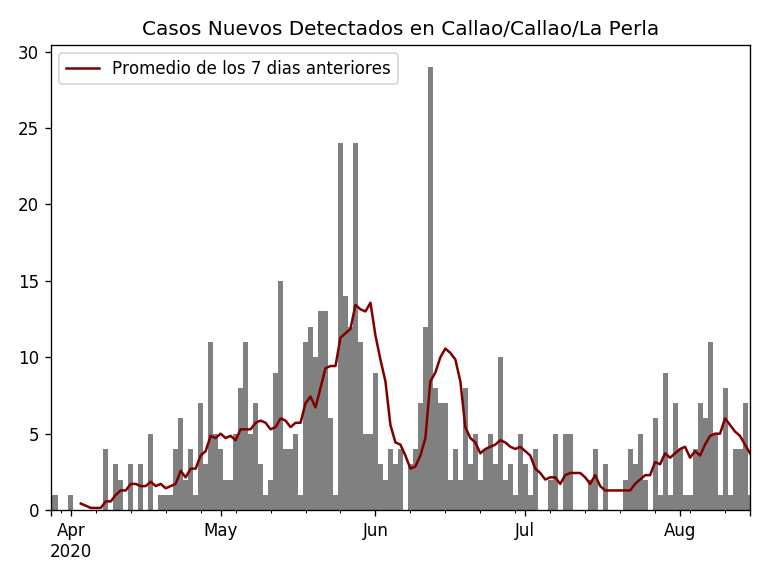 Casos Nuevos Detectados en Callao/Callao/La Perla
Promedio de los 7 dias anteriores
30
25
20
15
10
5
0
Apr May Jun Jul Aug
2020